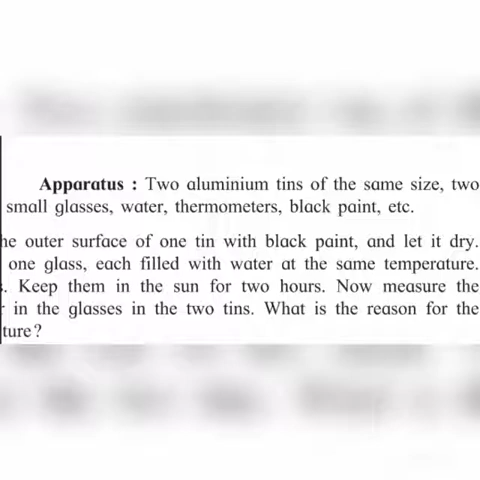 Apparatus : Two aluminium tins of the same size, two
small glasses, water, thermometers, black paint, etc.
he outer surface of one tin with black paint, and let it dry.
one glass, each filled with water at the same temperature.
. Keep them in the sun for two hours. Now measure the
in the glasses in the two tins. What is the reason for the
ture?